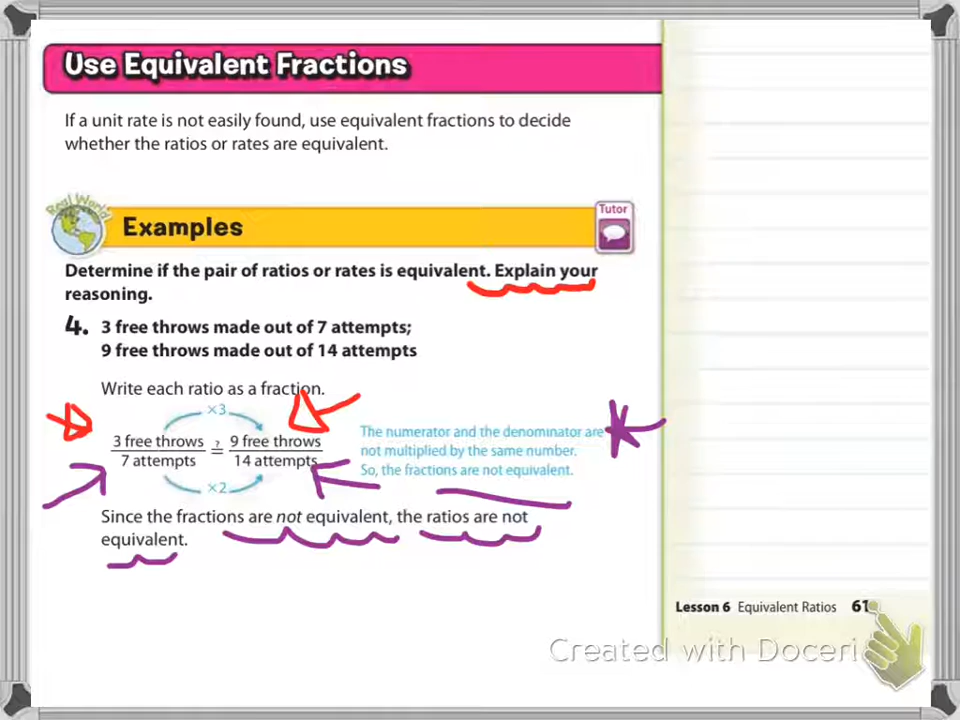 Use Equivalent Fractions
If a unit rate is not easily found, use equivalent fractions to decide
whether the ratios or rates are equivalent.
Real World
Examples
Tutor
Determine if the pair of ratios or rates is equivalent. Explain your
reasoning.
4. 3 free throws made out of 7 attempts;
9 free throws made out of 14 attempts
Write each ratio as a fraction.
×3
3 free throws ? 9 free throws
7 attempts = 14 attempts
×2
The numerator and the denominator are
not multiplied by the same number.
So, the fractions are not equivalent.
Since the fractions are not equivalent, the ratios are not
equivalent.
Lesson 6 Equivalent Ratios 61
Created with Doceri